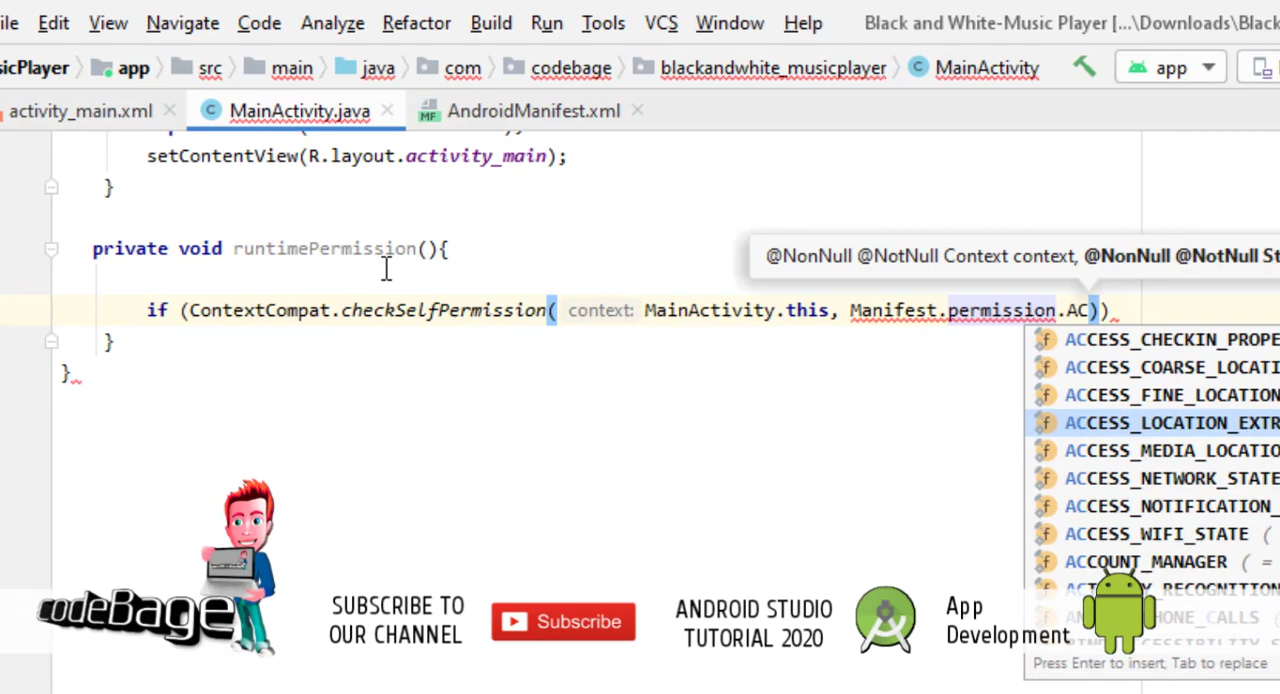 ile Edit View Navigate Code Analyze Refactor Build Run Tools VCS Window Help Black and White-Music Player [...\Downloads\Black
sicPlayer app src main java com codebage blackandwhite_musicplayer MainActivity app
activity_main.xml MainActivity.java AndroidManifest.xml
setContentView(R.layout.activity_main);
}
private void runtimePermission(){
@NonNull @NotNull Context context, @NonNull @NotNull St
if (ContextCompat.checkSelfPermission( context: MainActivity.this, Manifest.permission.AC))
}
}
ACCESS_CHECKIN_PROPE
ACCESS_COARSE_LOCATI
ACCESS_FINE_LOCATION
ACCESS_LOCATION_EXTR
ACCESS_MEDIA_LOCATIO
ACCESS_NETWORK_STATE
ACCESS_NOTIFICATION_
ACCESS_WIFI_STATE (
ACCOUNT_MANAGER ( =
RECOGNITION
PHONE_CALLS
Press Enter to insert, Tab to replace
codeBage
SUBSCRIBE TO
OUR CHANNEL
Subscribe
ANDROID STUDIO
TUTORIAL 2020
App
Development